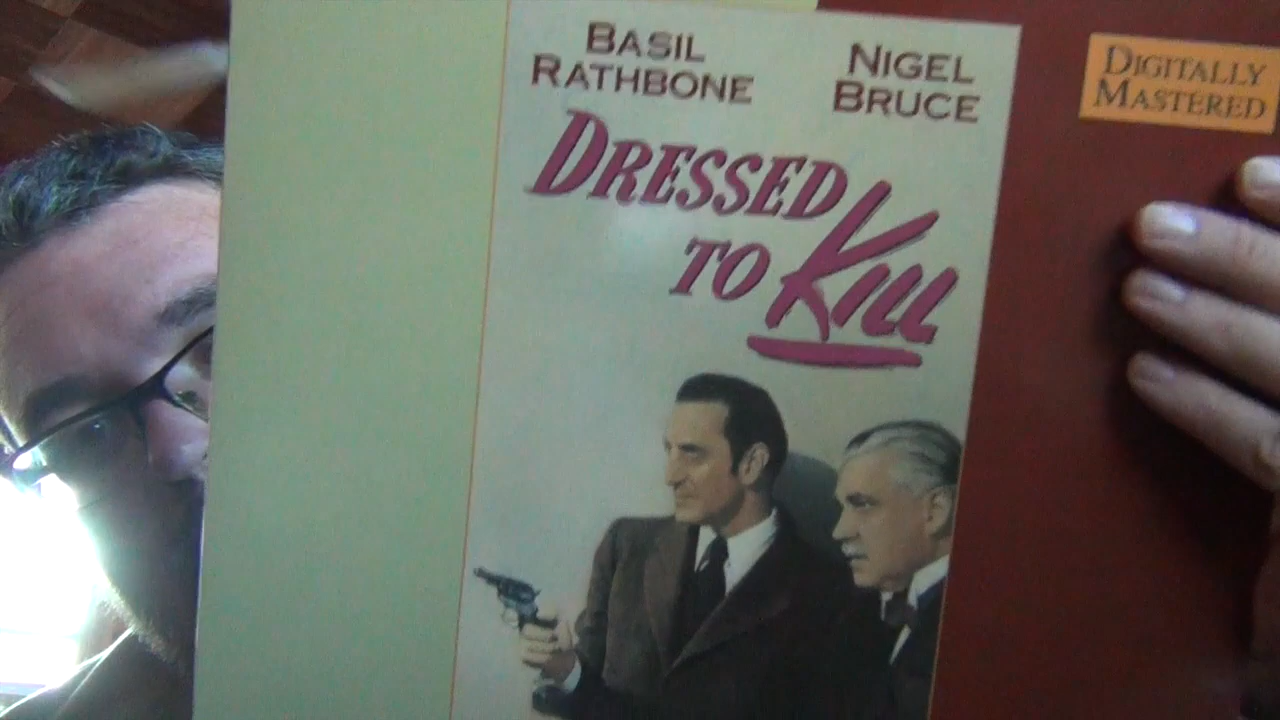 BASIL
RATHBONE
NIGEL
BRUCE
DRESSED
TO KILL
DIGITALLY
MASTERED